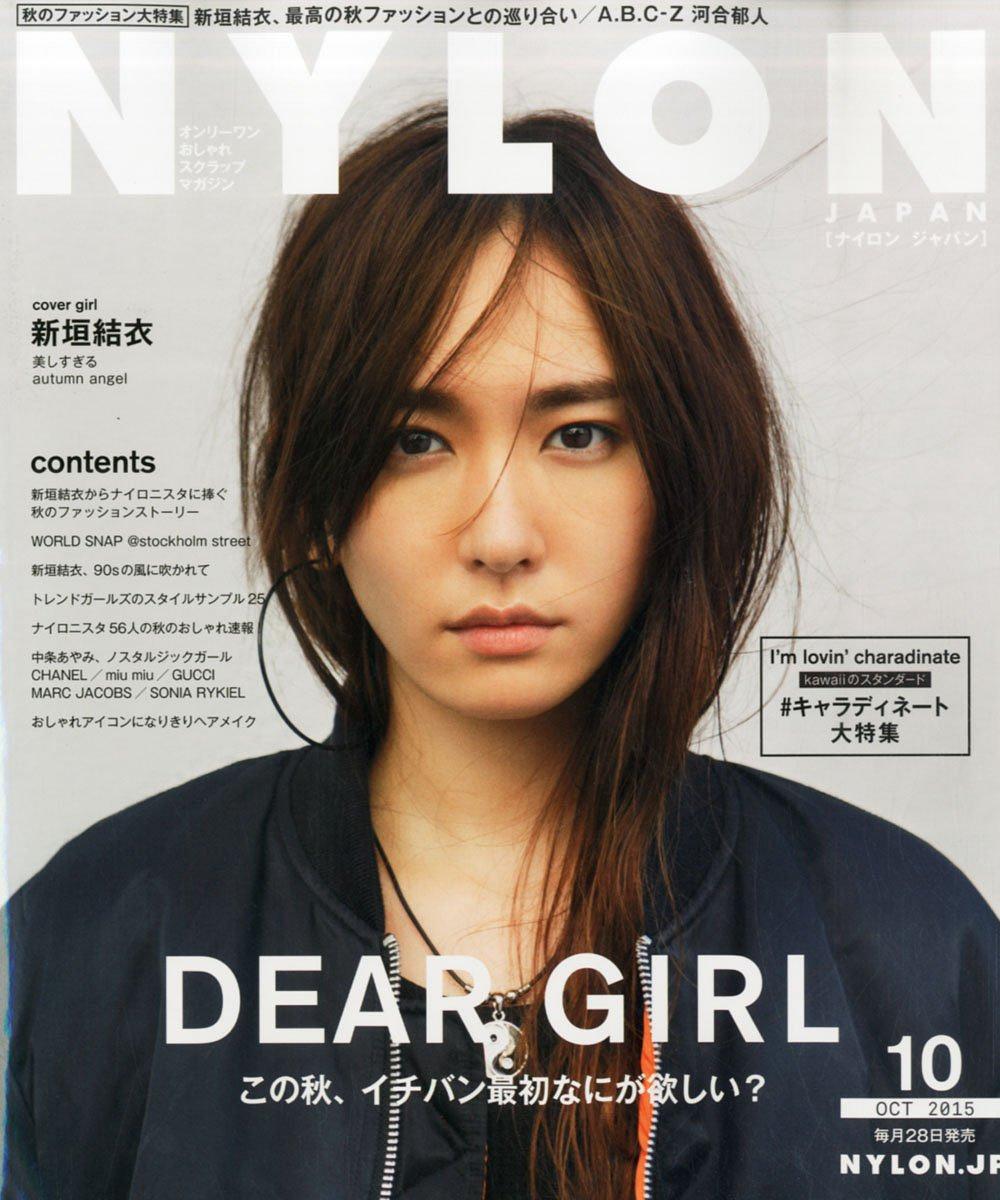 秋のファッション大特集 新垣結衣、最高の秋ファッションとの巡り合い／A.B.C-Z 河合郁人
NYLON
オンリーワン
おしゃれ
スクラップ
マガジン
JAPAN
[ナイロン ジャパン]
cover girl
新垣結衣
美しすぎる
autumn angel
contents
新垣結衣からナイロニスタに捧ぐ
秋のファッションストーリー
WORLD SNAP @stockholm street
新垣結衣、90sの風に吹かれて
トレンドガールズのスタイルサンプル25
ナイロニスタ56人の秋のおしゃれ速報
中条あやみ、ノスタルジックガール
CHANEL／miu miu／GUCCI
MARC JACOBS／SONIA RYKIEL
おしゃれアイコンになりきりヘアメイク
I'm lovin' charadinate
kawaiiのスタンダード
#キャラディネート
大特集
DEAR GIRL
この秋、イチバン最初なにが欲しい？
10
OCT 2015
毎月28日発売
NYLON.JP